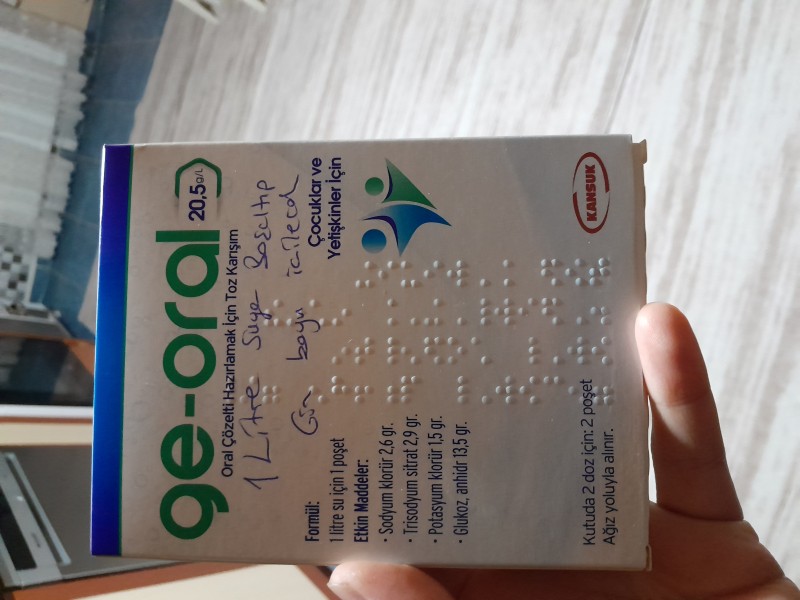 ge-oral
20,5 g/L
Oral Çözelti Hazırlamak İçin Toz Karışım
1 Litre Suya Boşaltıp
Gün boyu içilecek
Çocuklar ve
Yetişkinler İçin
Formül:
1 litre su için 1 poşet
Etkin Maddeler:
• Sodyum klorür 2,6 gr.
• Trisodyum sitrat 2,9 gr.
• Potasyum klorür 1,5 gr.
• Glukoz, anhidr 13,5 gr.
Kutuda 2 doz için: 2 poşet
Ağız yoluyla alınır.
KANSUK